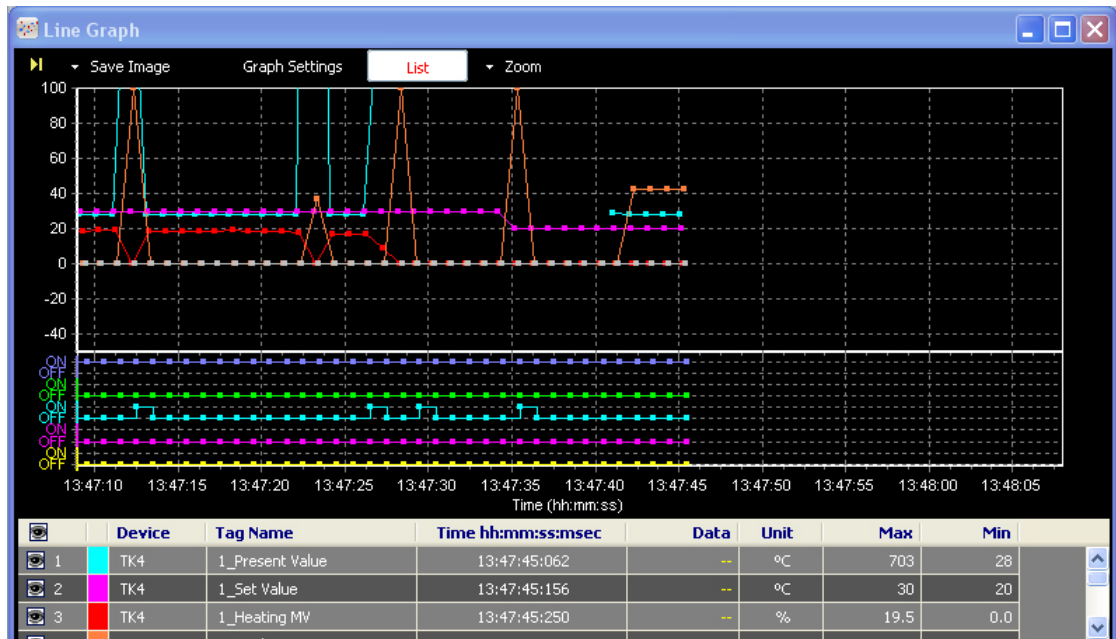 Line Graph
Save Image Graph Settings List Zoom
100
80
60
40
20
0
-20
-40
ON
OFF
ON
OFF
ON
OFF
ON
OFF
ON
OFF
13:47:10 13:47:15 13:47:20 13:47:25 13:47:30 13:47:35 13:47:40 13:47:45 13:47:50 13:47:55 13:48:00 13:48:05
Time (hh:mm:ss)
Device Tag Name Time hh:mm:ss:msec Data Unit Max Min
1 TK4 1_Present Value 13:47:45:062 -- ºC 703 28
2 TK4 1_Set Value 13:47:45:156 -- ºC 30 20
3 TK4 1_Heating MV 13:47:45:250 -- % 19.5 0.0